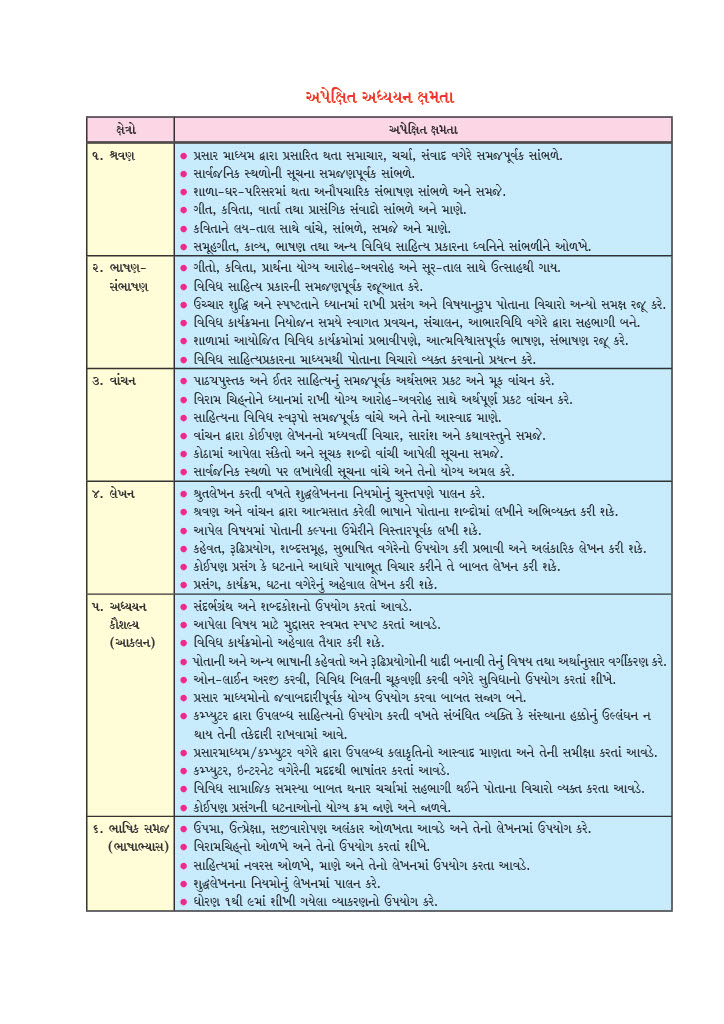 અપેક્ષિત અધ્યયન ક્ષમતા
ક્ષેત્રો અપેક્ષિત ક્ષમતા
૧. શ્રવણ
● પ્રસાર માધ્યમ દ્વારા પ્રસારિત થતા સમાચાર, ચર્ચા, સંવાદ વગેરે સમજપૂર્વક સાંભળે.
● સાર્વજનિક સ્થળોની સૂચના સમજણપૂર્વક સાંભળે.
● શાળા-ઘર-પરિસરમાં થતા અનૌપચારિક સંભાષણ સાંભળે અને સમજે.
● ગીત, કવિતા, વાર્તા તથા પ્રાસંગિક સંવાદો સાંભળે અને માણે.
● કવિતાને લય-તાલ સાથે વાંચે, સાંભળે, સમજે અને માણે.
● સમૂહગીત, કાવ્ય, ભાષણ તથા અન્ય વિવિધ સાહિત્ય પ્રકારના ધ્વનિને સાંભળીને ઓળખે.
૨. ભાષણ-
સંભાષણ
● ગીતો, કવિતા, પ્રાર્થના યોગ્ય આરોહ-અવરોહ અને સૂર-તાલ સાથે ઉત્સાહથી ગાય.
● વિવિધ સાહિત્ય પ્રકારની સમજણપૂર્વક રજૂઆત કરે.
● ઉચ્ચાર શુદ્ધિ અને સ્પષ્ટતાને ધ્યાનમાં રાખી પ્રસંગ અને વિષયાનુરૂપ પોતાના વિચારો અન્યો સમક્ષ રજૂ કરે.
● વિવિધ કાર્યક્રમના નિયોજન સમયે સ્વાગત પ્રવચન, સંચાલન, આભારવિધિ વગેરે દ્વારા સહભાગી બને.
● શાળામાં આયોજિત વિવિધ કાર્યક્રમોમાં પ્રભાવીપણે, આત્મવિશ્વાસપૂર્વક ભાષણ, સંભાષણ રજૂ કરે.
● વિવિધ સાહિત્યપ્રકારના માધ્યમથી પોતાના વિચારો વ્યક્ત કરવાનો પ્રયત્ન કરે.
૩. વાંચન
● પાઠ્યપુસ્તક અને ઈતર સાહિત્યનું સમજપૂર્વક અર્થસભર પ્રકટ અને મૂક વાંચન કરે.
● વિરામ ચિહ્નોને ધ્યાનમાં રાખી યોગ્ય આરોહ-અવરોહ સાથે અર્થપૂર્ણ પ્રકટ વાંચન કરે.
● સાહિત્યના વિવિધ સ્વરૂપો સમજપૂર્વક વાંચે અને તેનો આસ્વાદ માણે.
● વાંચન દ્વારા કોઈપણ લેખનનો મધ્યવર્તી વિચાર, સારાંશ અને કથાવસ્તુને સમજે.
● કોઠામાં આપેલા સંકેતો અને સૂચક શબ્દો વાંચી આપેલી સૂચના સમજે.
● સાર્વજનિક સ્થળો પર લખાયેલી સૂચના વાંચે અને તેનો યોગ્ય અમલ કરે.
૪. લેખન
● શ્રુતલેખન કરતી વખતે શુદ્ધલેખનના નિયમોનું ચુસ્તપણે પાલન કરે.
● શ્રવણ અને વાંચન દ્વારા આત્મસાત કરેલી ભાષાને પોતાના શબ્દોમાં લખીને અભિવ્યક્ત કરી શકે.
● આપેલ વિષયમાં પોતાની કલ્પના ઉમેરીને વિસ્તારપૂર્વક લખી શકે.
● કહેવત, રૂઢિપ્રયોગ, શબ્દસમૂહ, સુભાષિત વગેરેનો ઉપયોગ કરી પ્રભાવી અને અલંકારિક લેખન કરી શકે.
● કોઈપણ પ્રસંગ કે ઘટનાને આધારે પાયાભૂત વિચાર કરીને તે બાબત લેખન કરી શકે.
● પ્રસંગ, કાર્યક્રમ, ઘટના વગેરેનું અહેવાલ લેખન કરી શકે.
૫. અધ્યયન
કૌશલ્ય
(આકલન)
● સંદર્ભગ્રંથ અને શબ્દકોશનો ઉપયોગ કરતાં આવડે.
● આપેલા વિષય માટે મુદ્દાસર સ્વમત સ્પષ્ટ કરતાં આવડે.
● વિવિધ કાર્યક્રમોનો અહેવાલ તૈયાર કરી શકે.
● પોતાની અને અન્ય ભાષાની કહેવતો અને રૂઢિપ્રયોગોની યાદી બનાવી તેનું વિષય તથા અર્થાનુસાર વર્ગીકરણ કરે.
● ઓન-લાઈન અરજી કરવી, વિવિધ બિલની ચૂકવણી કરવી વગેરે સુવિધાનો ઉપયોગ કરતાં શીખે.
● પ્રસાર માધ્યમોનો જવાબદારીપૂર્વક યોગ્ય ઉપયોગ કરવા બાબત સજાગ બને.
● કમ્પ્યુટર દ્વારા ઉપલબ્ધ સાહિત્યનો ઉપયોગ કરતી વખતે સંબંધિત વ્યક્તિ કે સંસ્થાના હક્કોનું ઉલ્લંઘન ન
થાય તેની તકેદારી રાખવામાં આવે.
● પ્રસારમાધ્યમ/કમ્પ્યુટર વગેરે દ્વારા ઉપલબ્ધ કલાકૃતિનો આસ્વાદ માણતા અને તેની સમીક્ષા કરતાં આવડે.
● કમ્પ્યુટર, ઇન્ટરનેટ વગેરેની મદદથી ભાષાંતર કરતાં આવડે.
● વિવિધ સામાજિક સમસ્યા બાબત થનાર ચર્ચામાં સહભાગી થઈને પોતાના વિચારો વ્યક્ત કરતા આવડે.
● કોઈપણ પ્રસંગની ઘટનાઓનો યોગ્ય ક્રમ જાણે અને જાળવે.
૬. ભાષિક સમજ
(ભાષાભ્યાસ)
● ઉપમા, ઉત્પ્રેક્ષા, સજીવારોપણ અલંકાર ઓળખતા આવડે અને તેનો લેખનમાં ઉપયોગ કરે.
● વિરામચિહ્નો ઓળખે અને તેનો ઉપયોગ કરતાં શીખે.
● સાહિત્યમાં નવરસ ઓળખે, માણે અને તેનો લેખનમાં ઉપયોગ કરતા આવડે.
● શુદ્ધલેખનના નિયમોનું લેખનમાં પાલન કરે.
● ધોરણ ૧થી ૯માં શીખી ગયેલા વ્યાકરણનો ઉપયોગ કરે.